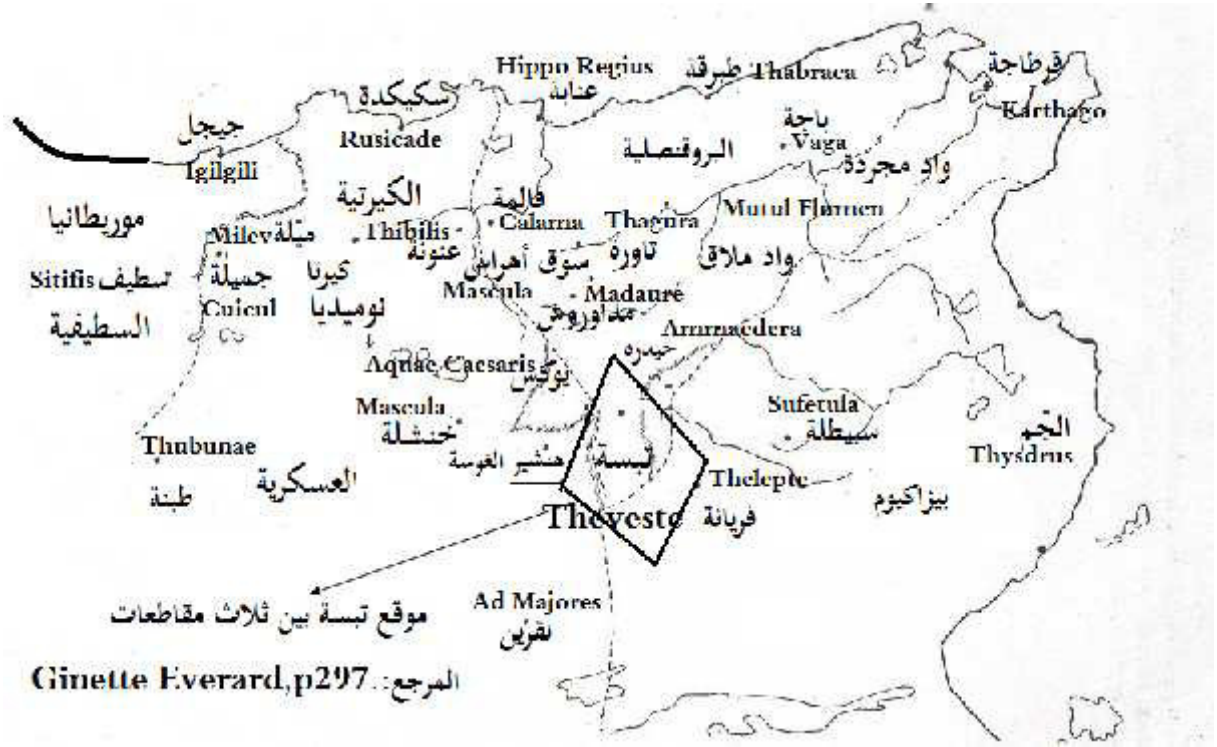 Hippo Regius
عنابة
طبرقة Thabraca
قرطاجة
Karthago
سكيكدة
Rusicade
جيجل
Igilgili
باجة
Vaga
البروقنصلية
واد مجردة
الكيرتية
قالمة
Calama
Thagura
تاورة
Mutul Flumen
واد ملاق
موريطانيا
Milev ميلة
Thibilis
عنونة
سوق أهراس
Sitifis سطيف
السطيفية
جميلة
Cuicul
كيرتا
نوميديا
Mascula
Madaure
مداوروش
Ammaedera
حيدره
Aquae Caesaris
يوكس
Mascula
خنشلة
Sufetula
سبيطلة
الجّم
Thysdrus
Thubunae
طبنة
العسكرية
هنشير الغوسة
تبسة
Theveste
Thelepte
فريانة
بيزاكيوم
موقع تبسة بين ثلاث مقاطعات
Ad Majores
نقرين
المرجع:.Ginette Everard,p297